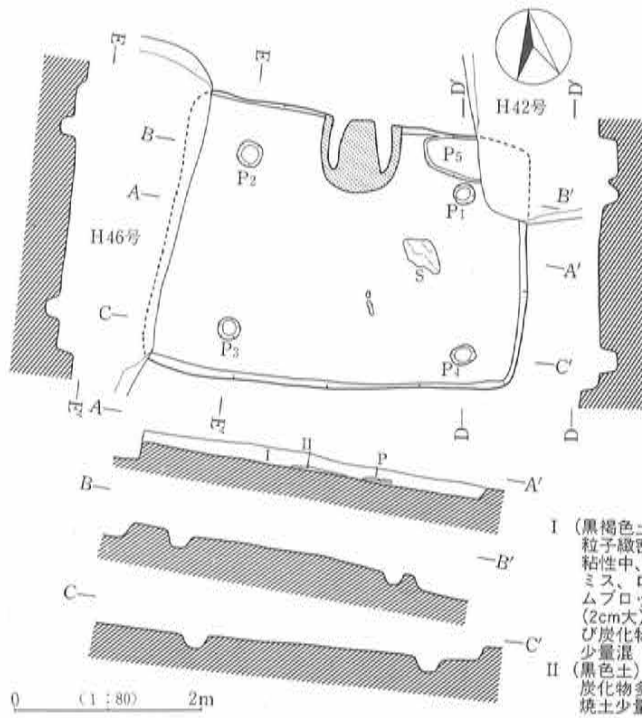 E′
E
D′
H42号
D′
B
P2
P5
P1
B′
A
H46号
S
A′
C
P3
P4
C′
E′
A
E
D
D
II
I
P
A′
B
B′
C
C′
0 (1:80) 2m
I (黒褐色土
粒子緻密
粘性中、
ミス、ロ
ムブロッ
(2cm大)
び炭化物
少量混
II (黒色土)
炭化物多
焼土少量